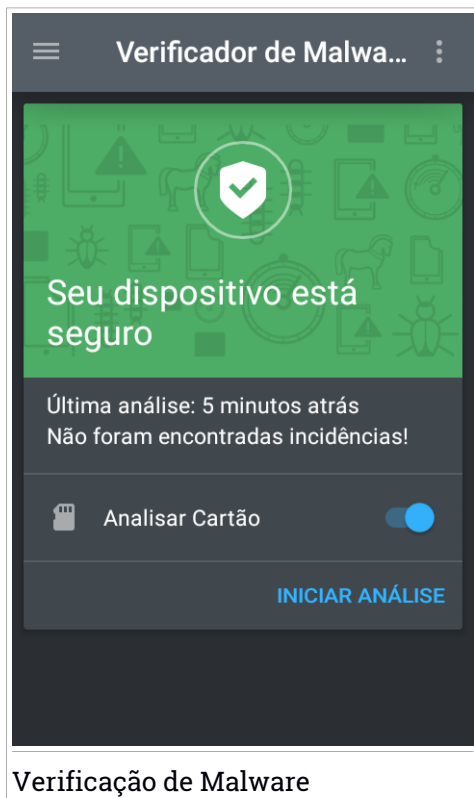 Verificador de Malwa...
Seu dispositivo está
seguro
Última análise: 5 minutos atrás
Não foram encontradas incidências!
Analisar Cartão
INICIAR ANÁLISE
Verificação de Malware